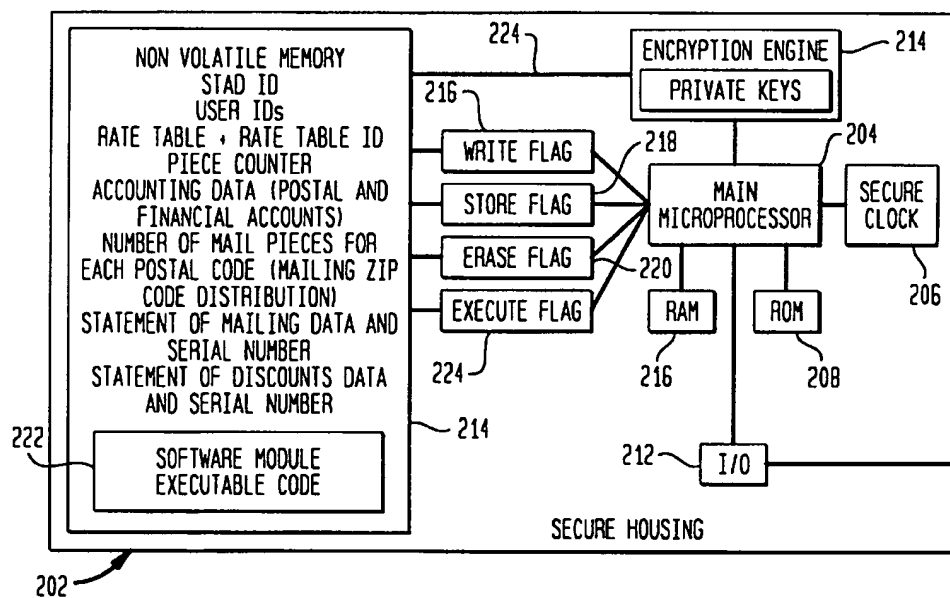 NON VOLATILE MEMORY
STAD ID
USER IDs
RATE TABLE + RATE TABLE ID
PIECE COUNTER
ACCOUNTING DATA (POSTAL AND
FINANCIAL ACCOUNTS)
NUMBER OF MAIL PIECES FOR
EACH POSTAL CODE (MAILING ZIP
CODE DISTRIBUTION)
STATEMENT OF MAILING DATA AND
SERIAL NUMBER
STATEMENT OF DISCOUNTS DATA
AND SERIAL NUMBER
222
SOFTWARE MODULE
EXECUTABLE CODE
214
224
216
WRITE FLAG
218
STORE FLAG
ERASE FLAG
220
EXECUTE FLAG
224
ENCRYPTION ENGINE
PRIVATE KEYS
214
204
MAIN
MICROPROCESSOR
SECURE
CLOCK
206
RAM
216
ROM
208
212
I/O
SECURE HOUSING
202